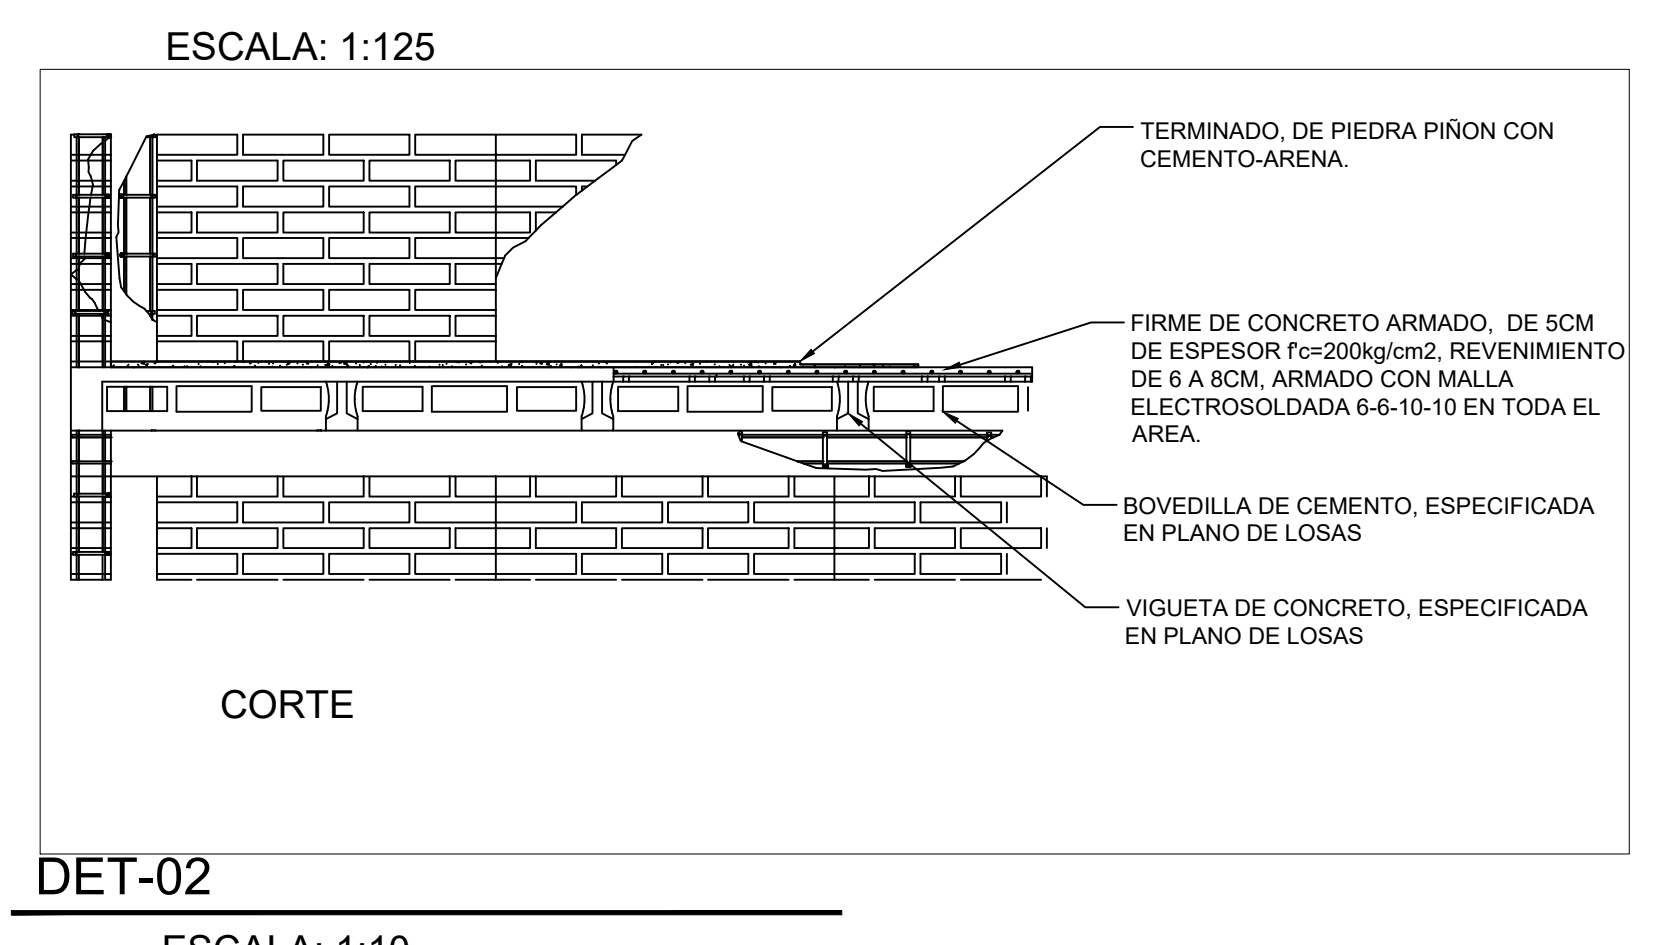 ESCALA: 1:125
TERMINADO, DE PIEDRA PIÑON CON
CEMENTO-ARENA.
FIRME DE CONCRETO ARMADO, DE 5CM
DE ESPESOR f'c=200kg/cm2, REVENIMIENTO
DE 6 A 8CM, ARMADO CON MALLA
ELECTROSOLDADA 6-6-10-10 EN TODA EL
AREA.
BOVEDILLA DE CEMENTO, ESPECIFICADA
EN PLANO DE LOSAS
VIGUETA DE CONCRETO, ESPECIFICADA
EN PLANO DE LOSAS
CORTE
DET-02
ESCALA: 1:10